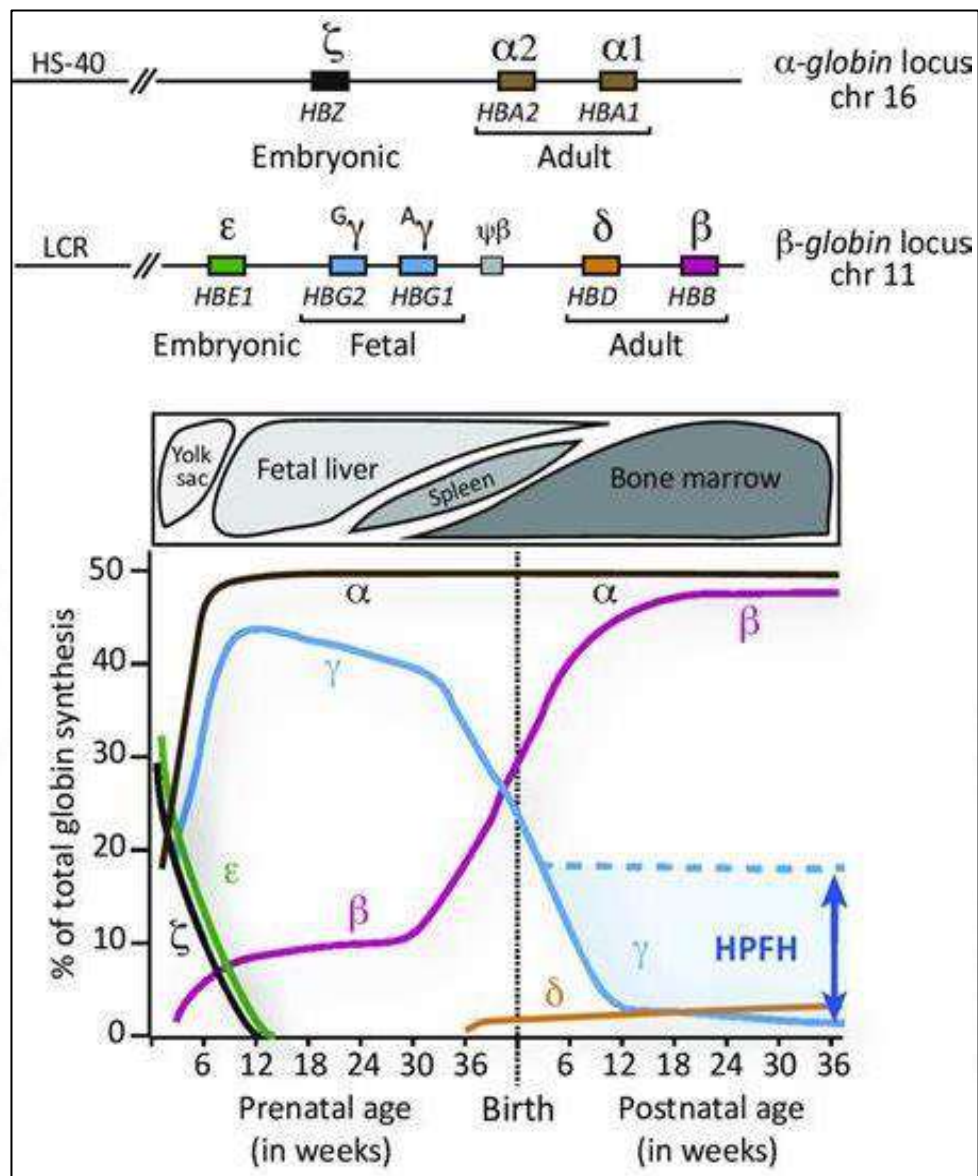 HS-40 // ζ α2 α1 α-globin locus
HBZ HBA2 HBA1 chr 16
Embryonic Adult
LCR // ε Gγ Aγ ψβ δ β β-globin locus
HBE1 HBG2 HBG1 HBD HBB chr 11
Embryonic Fetal Adult
Yolk
sac
Fetal liver
Spleen
Bone marrow
% of total globin synthesis
50
40
30
20
10
0
α α
β
γ
ε
ζ
β
δ
γ
HPFH
6 12 18 24 30 36 6 12 18 24 30 36
Prenatal age Birth Postnatal age
(in weeks) (in weeks)